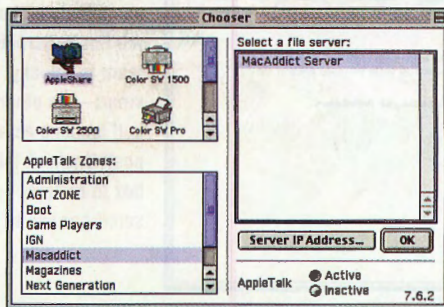 Chooser
AppleShare
Color SW 1500
Color SW 2500
Color SW Pro
AppleTalk Zones:
Administration
AGT ZONE
Boot
Game Players
IGN
Macaddict
Magazines
Next Generation
Select a file server:
MacAddict Server
Server IP Address...
OK
AppleTalk
Active
Inactive
7.6.2